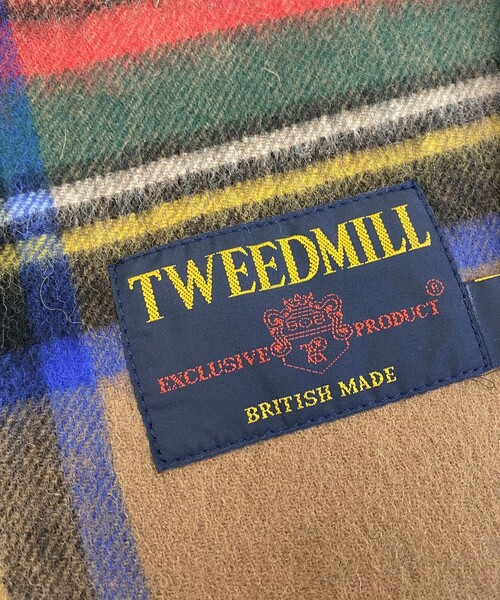 TWEEDMILL
EXCLUSIVE PRODUCT ®
BRITISH MADE